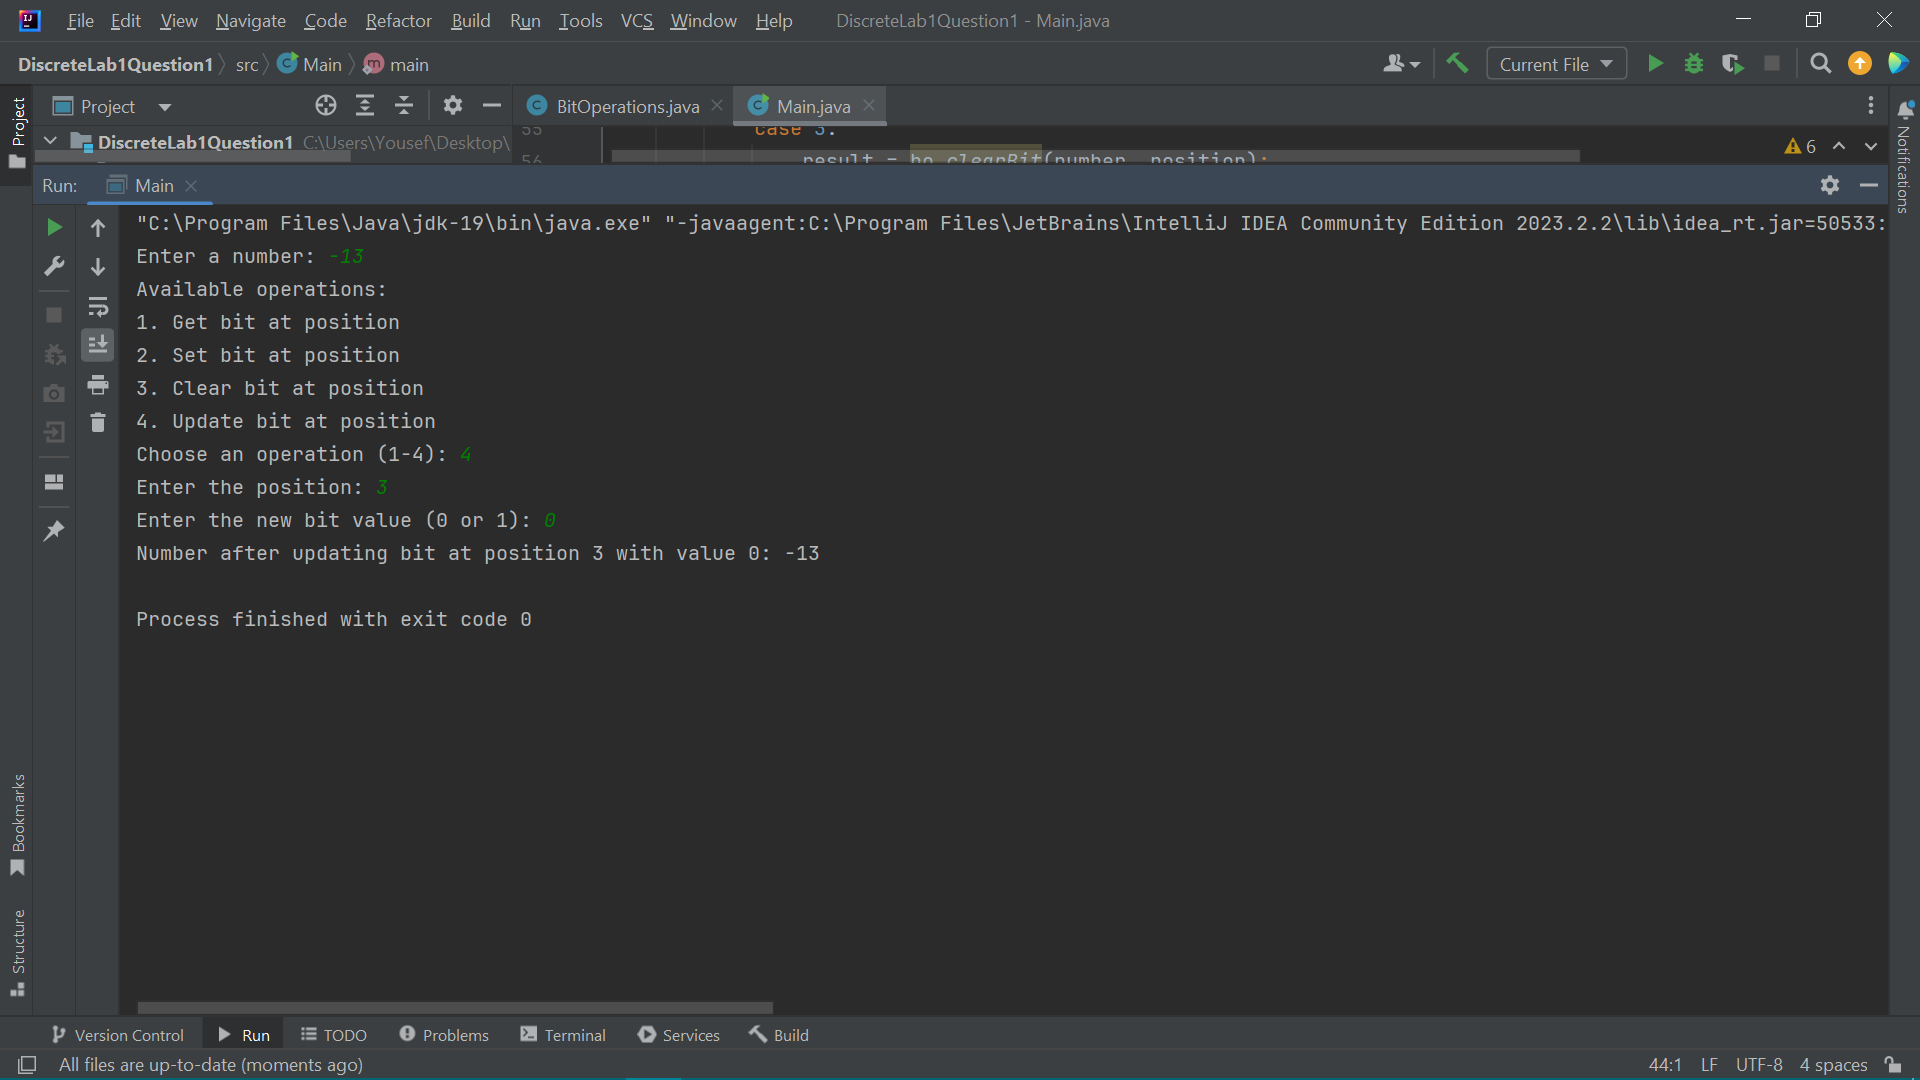 File Edit View Navigate Code Refactor Build Run Tools VCS Window Help DiscreteLab1Question1 - Main.java
DiscreteLab1Question1 src Main main Current File
Project Project BitOperations.java Main.java
55 case 3:
DiscreteLab1Question1 C:\Users\Yousef\Desktop\
56 result = bo.clearBit(number, position); 6
Notifications
Run: Main
"C:\Program Files\Java\jdk-19\bin\java.exe" "-javaagent:C:\Program Files\JetBrains\IntelliJ IDEA Community Edition 2023.2.2\lib\idea_rt.jar=50533:
Enter a number: -13
Available operations:
1. Get bit at position
2. Set bit at position
3. Clear bit at position
4. Update bit at position
Choose an operation (1-4): 4
Enter the position: 3
Enter the new bit value (0 or 1): 0
Number after updating bit at position 3 with value 0: -13
Process finished with exit code 0
Bookmarks
Structure
Version Control Run TODO Problems Terminal Services Build
All files are up-to-date (moments ago) 44:1 LF UTF-8 4 spaces